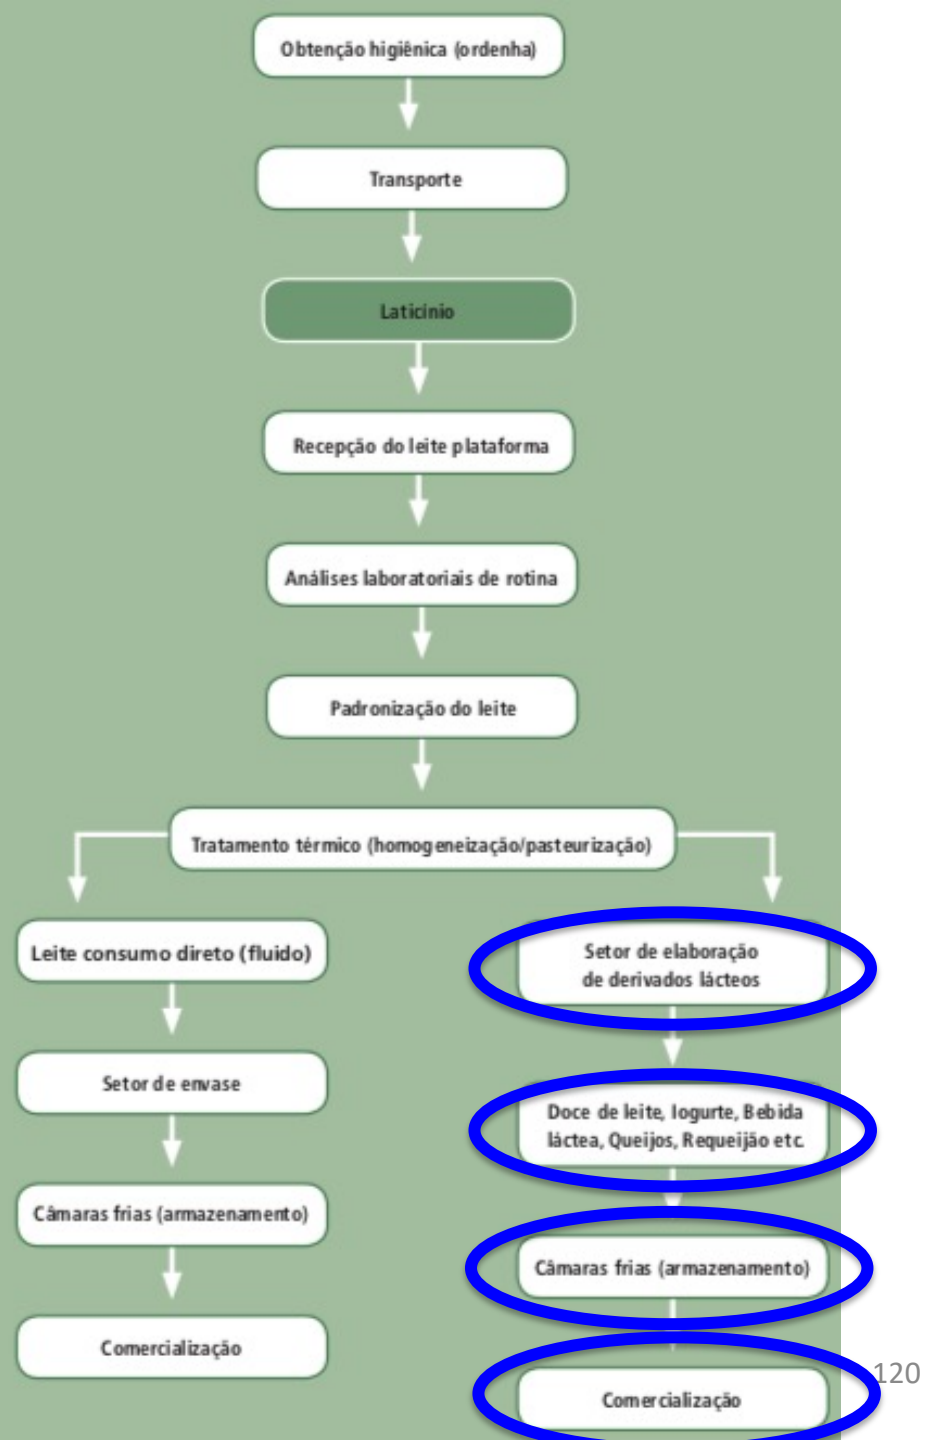 Obtenção higiênica (ordenha)
Transporte
Laticínio
Recepção do leite plataforma
Análises laboratoriais de rotina
Padronização do leite
Tratamento térmico (homogeneização/pasteurização)
Leite consumo direto (fluido)
Setor de envase
Câmaras frias (armazenamento)
Comercialização
Setor de elaboração
de derivados lácteos
Doce de leite, Iogurte, Bebida
láctea, Queijos, Requeijão etc.
Câmaras frias (armazenamento)
Comercialização
120